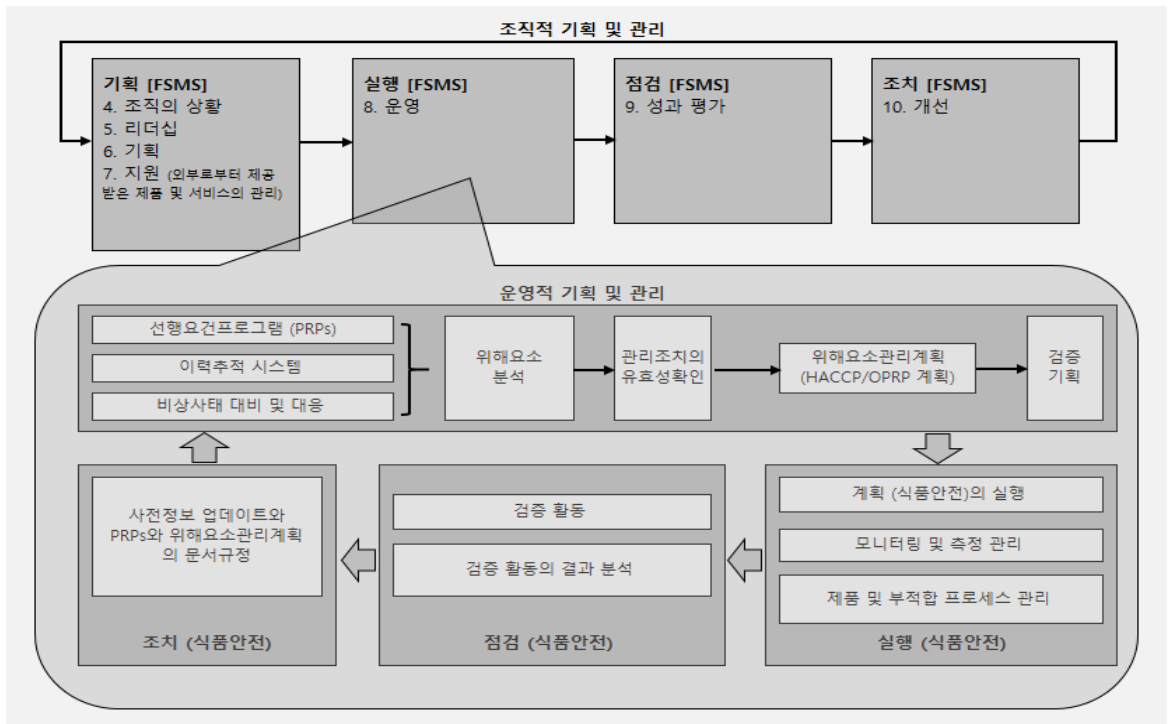 조직적 기획 및 관리
기획 [FSMS]
4. 조직의 상황
5. 리더십
6. 기획
7. 지원 (외부로부터 제공
받은 제품 및 서비스의 관리)
실행 [FSMS]
8. 운영
점검 [FSMS]
9. 성과 평가
조치 [FSMS]
10. 개선
운영적 기획 및 관리
선행요건프로그램 (PRPs)
이력추적 시스템
비상사태 대비 및 대응
위해요소
분석
관리조치의
유효성확인
위해요소관리계획
(HACCP/OPRP 계획)
검증
기획
사전정보 업데이트와
PRPs와 위해요소관리계획
의 문서규정
조치 (식품안전)
검증 활동
검증 활동의 결과 분석
점검 (식품안전)
계획 (식품안전)의 실행
모니터링 및 측정 관리
제품 및 부적합 프로세스 관리
실행 (식품안전)